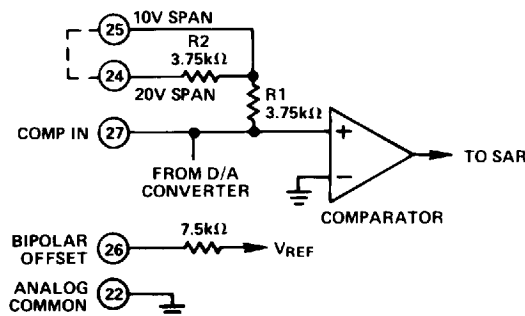 25 10V SPAN
R2
3.75kΩ
24
20V SPAN
R1
3.75kΩ
COMP IN 27
+
−
TO SAR
FROM D/A
CONVERTER
COMPARATOR
BIPOLAR
OFFSET 26
7.5kΩ
VREF
ANALOG
COMMON 22